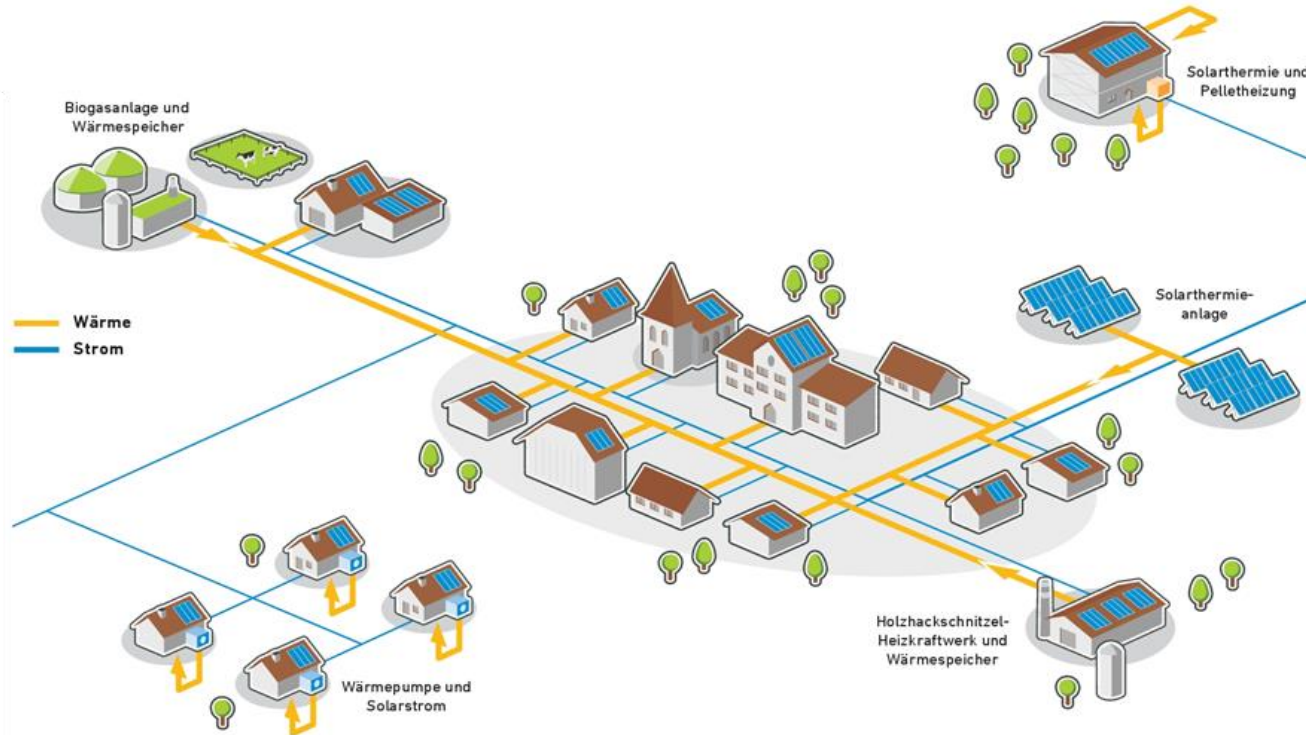 Solarthermie und
Pelletheizung
Biogasanlage und
Wärmespeicher
Solarthermie-
anlage
Wärme
Strom
Holzhackschnitzel-
Heizkraftwerk und
Wärmespeicher
Wärmepumpe und
Solarstrom